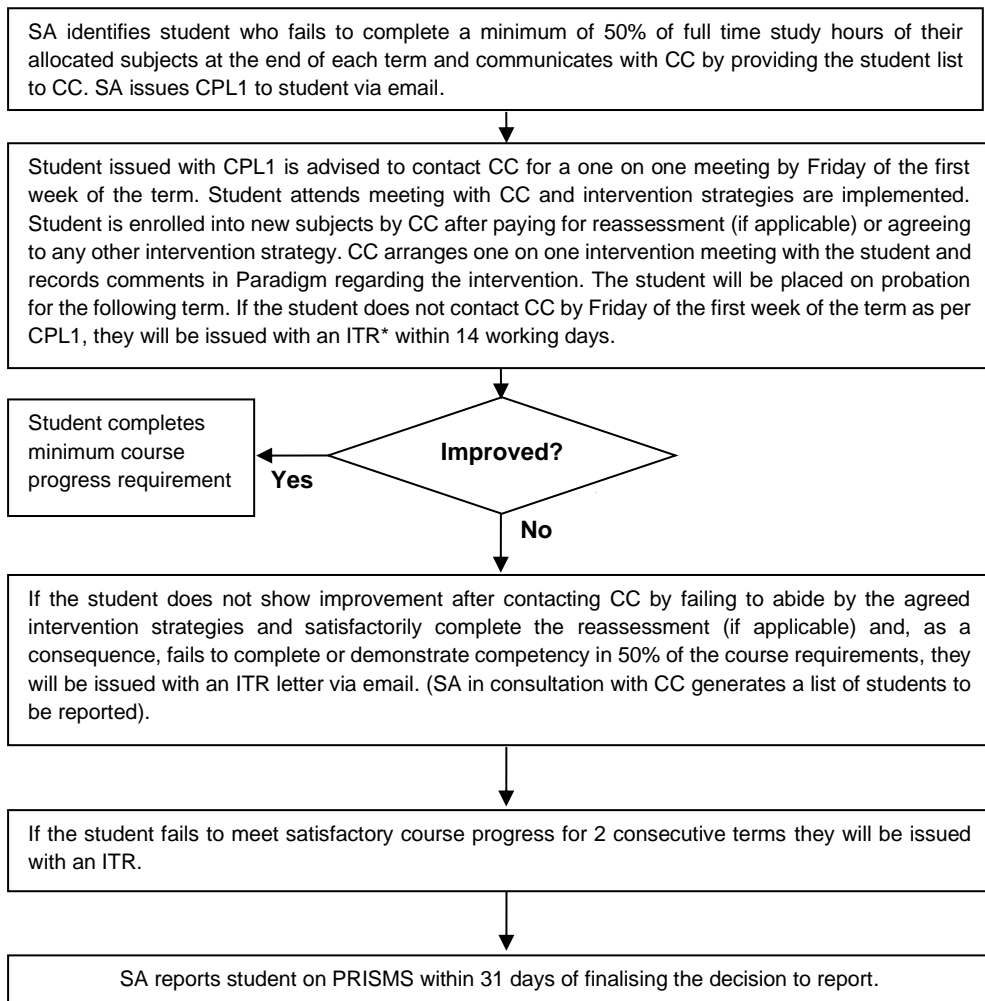 SA identifies student who fails to complete a minimum of 50% of full time study hours of their
allocated subjects at the end of each term and communicates with CC by providing the student list
to CC. SA issues CPL1 to student via email.
Student issued with CPL1 is advised to contact CC for a one on one meeting by Friday of the first
week of the term. Student attends meeting with CC and intervention strategies are implemented.
Student is enrolled into new subjects by CC after paying for reassessment (if applicable) or agreeing
to any other intervention strategy. CC arranges one on one intervention meeting with the student and
records comments in Paradigm regarding the intervention. The student will be placed on probation
for the following term. If the student does not contact CC by Friday of the first week of the term as per
CPL1, they will be issued with an ITR* within 14 working days.
Improved?
Yes
Student completes
minimum course
progress requirement
No
If the student does not show improvement after contacting CC by failing to abide by the agreed
intervention strategies and satisfactorily complete the reassessment (if applicable) and, as a
consequence, fails to complete or demonstrate competency in 50% of the course requirements, they
will be issued with an ITR letter via email. (SA in consultation with CC generates a list of students to
be reported).
If the student fails to meet satisfactory course progress for 2 consecutive terms they will be issued
with an ITR.
SA reports student on PRISMS within 31 days of finalising the decision to report.